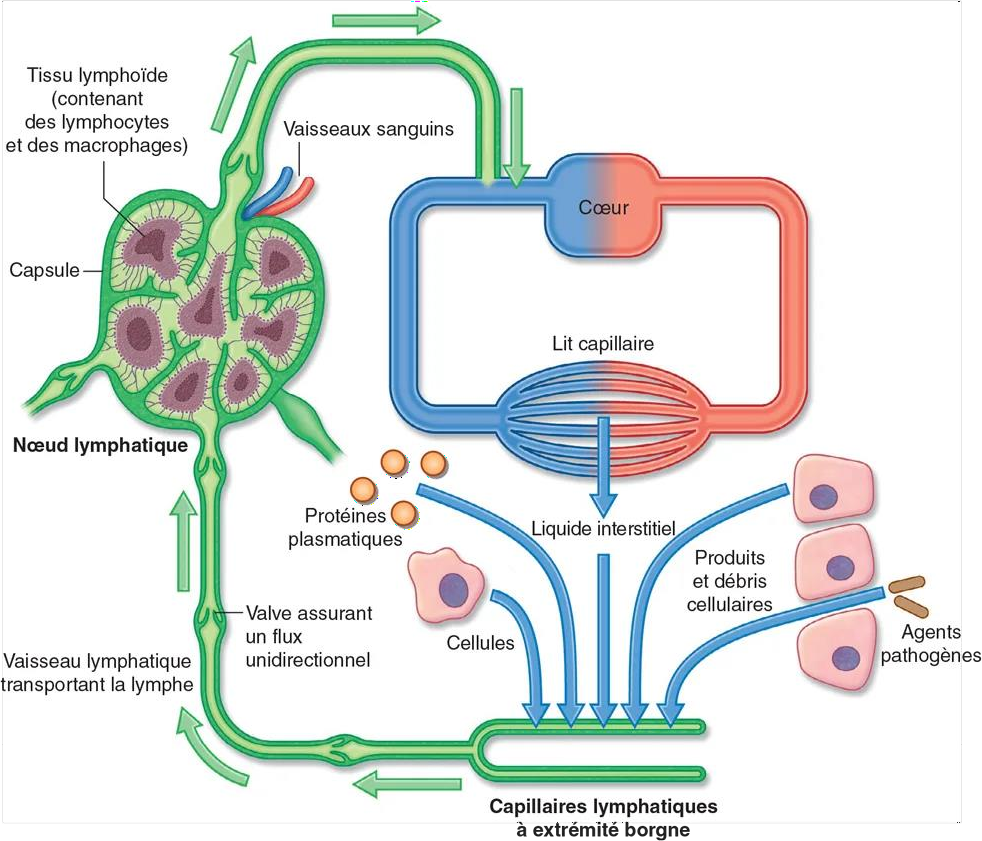 Tissu lymphoïde
(contenant
des lymphocytes
et des macrophages)
Vaisseaux sanguins
Cœur
Capsule
Lit capillaire
Nœud lymphatique
Protéines
plasmatiques
Liquide interstitiel
Produits
et débris
cellulaires
Cellules
Agents
pathogènes
Valve assurant
un flux
unidirectionnel
Vaisseau lymphatique
transportant la lymphe
Capillaires lymphatiques
à extrémité borgne